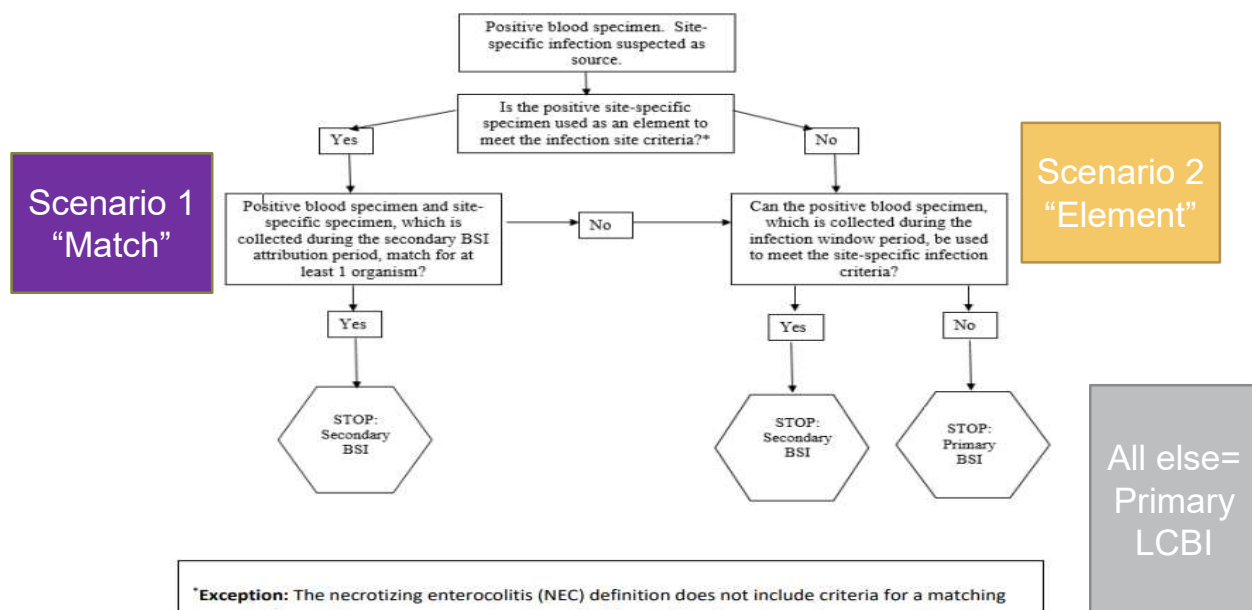 Positive blood specimen. Site-
specific infection suspected as
source.
Is the positive site-specific
specimen used as an element to
meet the infection site criteria?*
Yes
No
Scenario 1
“Match”
Scenario 2
“Element”
Positive blood specimen and site-
specific specimen, which is
collected during the secondary BSI
attribution period, match for at
least 1 organism?
No
Can the positive blood specimen,
which is collected during the
infection window period, be used
to meet the site-specific infection
criteria?
Yes
Yes
No
STOP:
Secondary
BSI
STOP:
Secondary
BSI
STOP:
Primary
BSI
All else=
Primary
LCBI
*Exception: The necrotizing enterocolitis (NEC) definition does not include criteria for a matching